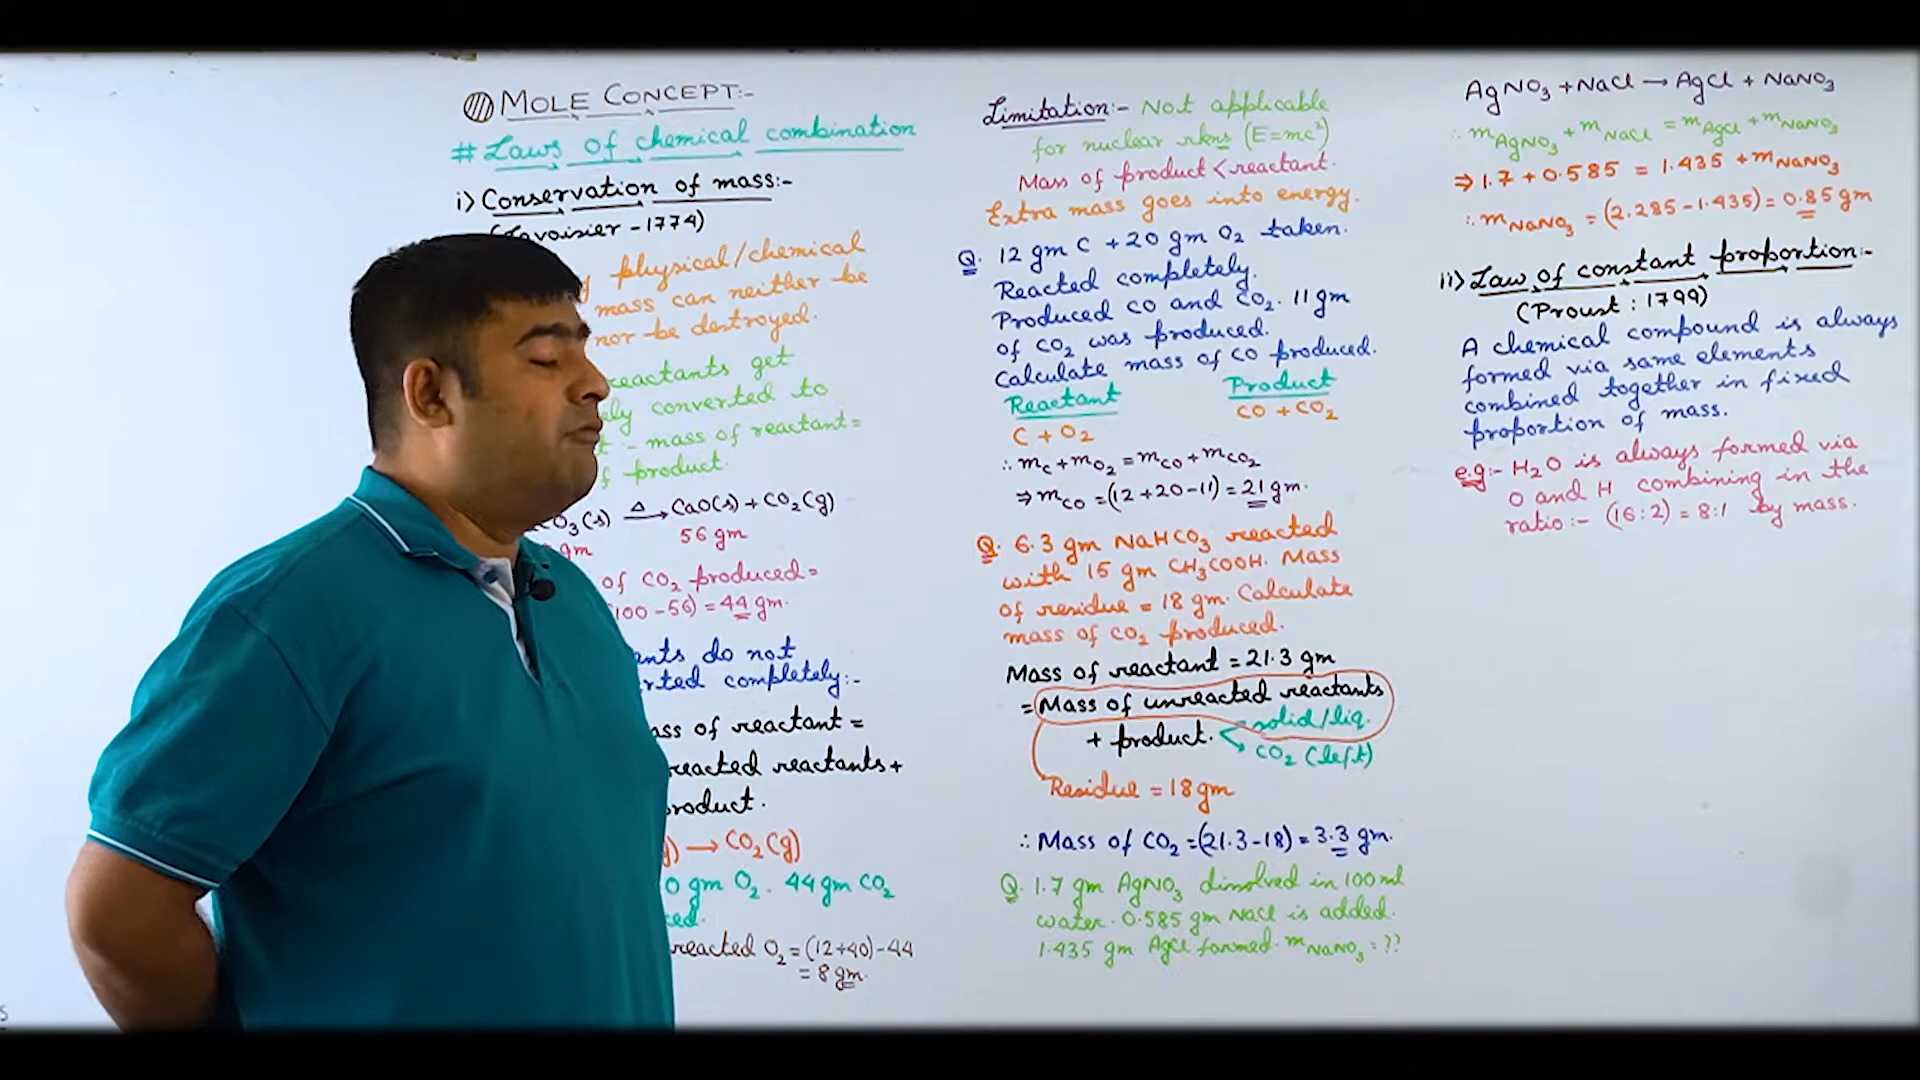 MOLE CONCEPT:-
# Laws of chemical combination
i) Conservation of mass:-
(Lavoisier - 1774)
physical/chemical
mass can neither be
nor be destroyed.
reactants get
converted to
:- mass of reactant =
product.
O₃(s) —Δ→ CaO(s) + CO₂(g)
gm 56 gm
of CO₂ produced =
(100-56) = 44 gm.
do not
completely:-
of reactant =
reacted reactants +
product.
→ CO₂(g)
gm O₂. 44 gm CO₂
reacted O₂ = (12+40)-44
= 8 gm.
Limitation:- Not applicable
for nuclear rkns (E=mc²)
Mass of product < reactant.
Extra mass goes into energy.
Q. 12 gm C + 20 gm O₂ taken.
Reacted completely.
Produced CO and CO₂. 11 gm
of CO₂ was produced.
Calculate mass of CO produced.
Reactant Product
C + O₂ CO + CO₂
∴ mC + mO₂ = mCO + mCO₂
⇒ mCO = (12+20-11) = 21 gm.
Q. 6.3 gm NaHCO₃ reacted
with 15 gm CH₃COOH. Mass
of residue = 18 gm. Calculate
mass of CO₂ produced.
Mass of reactant = 21.3 gm
= Mass of unreacted reactants
+ product. solid/liq.
CO₂ (left)
Residue = 18 gm
∴ Mass of CO₂ = (21.3-18) = 3.3 gm.
Q. 1.7 gm AgNO₃ dissolved in 100 ml
water. 0.585 gm NaCl is added.
1.435 gm AgCl formed. mNaNO₃ = ??
AgNO₃ + NaCl → AgCl + NaNO₃
∴ mAgNO₃ + mNaCl = mAgCl + mNaNO₃
⇒ 1.7 + 0.585 = 1.435 + mNaNO₃
∴ mNaNO₃ = (2.285-1.435) = 0.85 gm
ii) Law of constant proportion:-
(Proust : 1799)
A chemical compound is always
formed via same elements
combined together in fixed
proportion of mass.
e.g:- H₂O is always formed via
O and H combining in the
ratio:- (16:2) = 8:1 by mass.